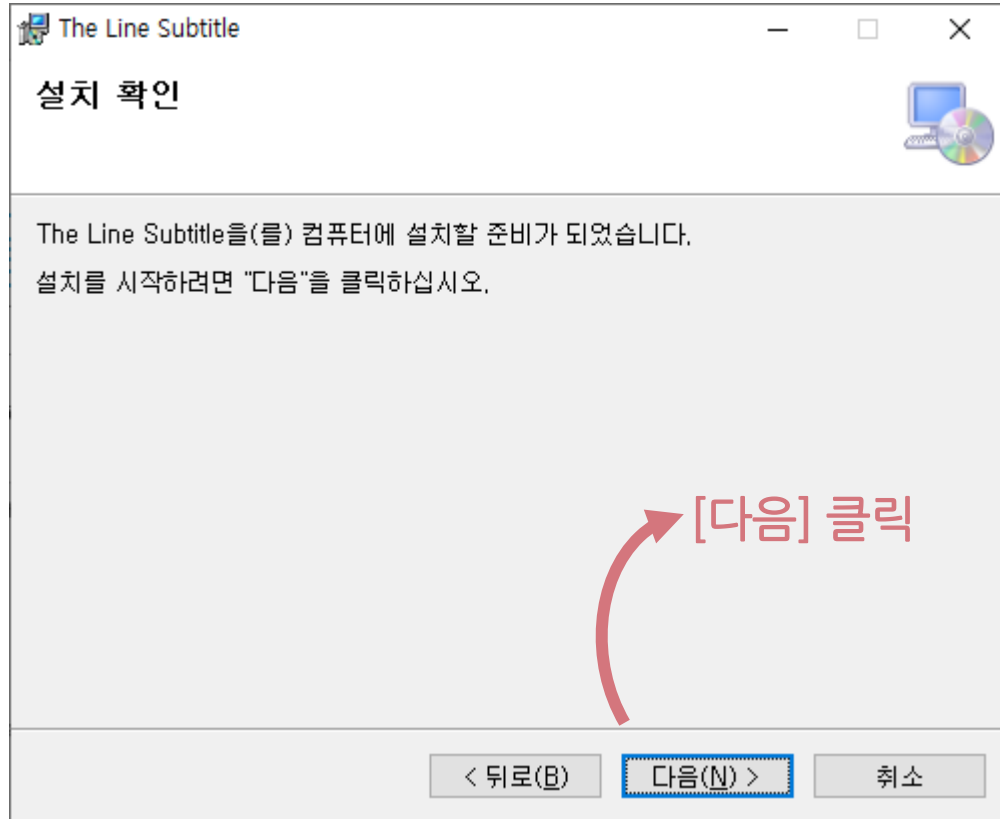 The Line Subtitle
설치 확인
The Line Subtitle을(를) 컴퓨터에 설치할 준비가 되었습니다.
설치를 시작하려면 "다음"을 클릭하십시오.
[다음] 클릭
< 뒤로(B)
다음(N) >
취소